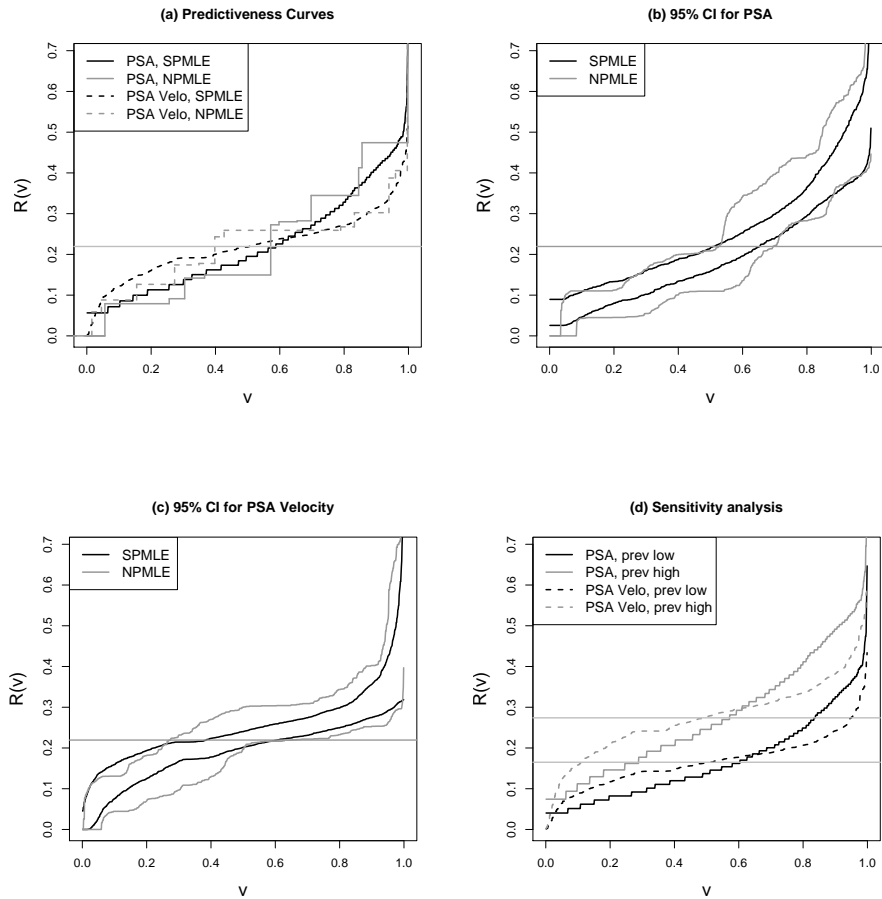 (a) Predictiveness Curves
PSA, SPMLE
PSA, NPMLE
PSA Velo, SPMLE
PSA Velo, NPMLE
R(v)
0.0 0.1 0.2 0.3 0.4 0.5 0.6 0.7
0.0 0.2 0.4 0.6 0.8 1.0
v
(b) 95% CI for PSA
SPMLE
NPMLE
R(v)
0.0 0.1 0.2 0.3 0.4 0.5 0.6 0.7
0.0 0.2 0.4 0.6 0.8 1.0
v
(c) 95% CI for PSA Velocity
SPMLE
NPMLE
R(v)
0.0 0.1 0.2 0.3 0.4 0.5 0.6 0.7
0.0 0.2 0.4 0.6 0.8 1.0
v
(d) Sensitivity analysis
PSA, prev low
PSA, prev high
PSA Velo, prev low
PSA Velo, prev high
R(v)
0.0 0.1 0.2 0.3 0.4 0.5 0.6 0.7
0.0 0.2 0.4 0.6 0.8 1.0
v